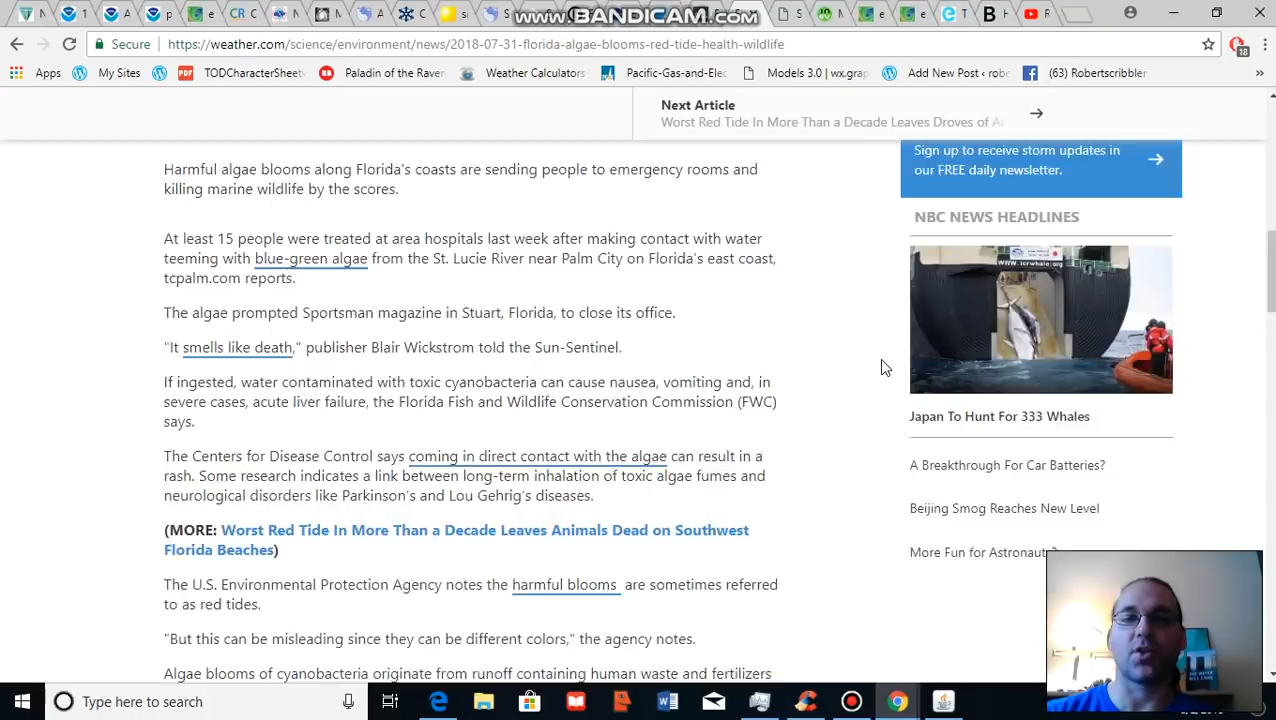 www.BANDICAM.com
Secure
https://weather.com/science/environment/news/2018-07-31-florida-algae-blooms-red-tide-health-wildlife
18
Apps My Sites TODCharacterSheet Paladin of the Raven Weather Calculators Pacific-Gas-and-Elec Models 3.0 | wx.grap Add New Post ‹ robe (63) Robertscribbler »
Next Article
Worst Red Tide In More Than a Decade Leaves Droves of A
Sign up to receive storm updates in
our FREE daily newsletter.
Harmful algae blooms along Florida's coasts are sending people to emergency rooms and
killing marine wildlife by the scores.
At least 15 people were treated at area hospitals last week after making contact with water
teeming with blue-green algae from the St. Lucie River near Palm City on Florida's east coast,
tcpalm.com reports.
The algae prompted Sportsman magazine in Stuart, Florida, to close its office.
"It smells like death," publisher Blair Wickstrom told the Sun-Sentinel.
If ingested, water contaminated with toxic cyanobacteria can cause nausea, vomiting and, in
severe cases, acute liver failure, the Florida Fish and Wildlife Conservation Commission (FWC)
says.
The Centers for Disease Control says coming in direct contact with the algae can result in a
rash. Some research indicates a link between long-term inhalation of toxic algae fumes and
neurological disorders like Parkinson's and Lou Gehrig's diseases.
(MORE: Worst Red Tide In More Than a Decade Leaves Animals Dead on Southwest
Florida Beaches)
The U.S. Environmental Protection Agency notes the harmful blooms are sometimes referred
to as red tides.
"But this can be misleading since they can be different colors," the agency notes.
Algae blooms of cyanobacteria originate from runoff containing human waste and fertilizers
NBC NEWS HEADLINES
www.icrwhale.org
Japan To Hunt For 333 Whales
A Breakthrough For Car Batteries?
Beijing Smog Reaches New Level
More Fun for Astronaut
Type here to search